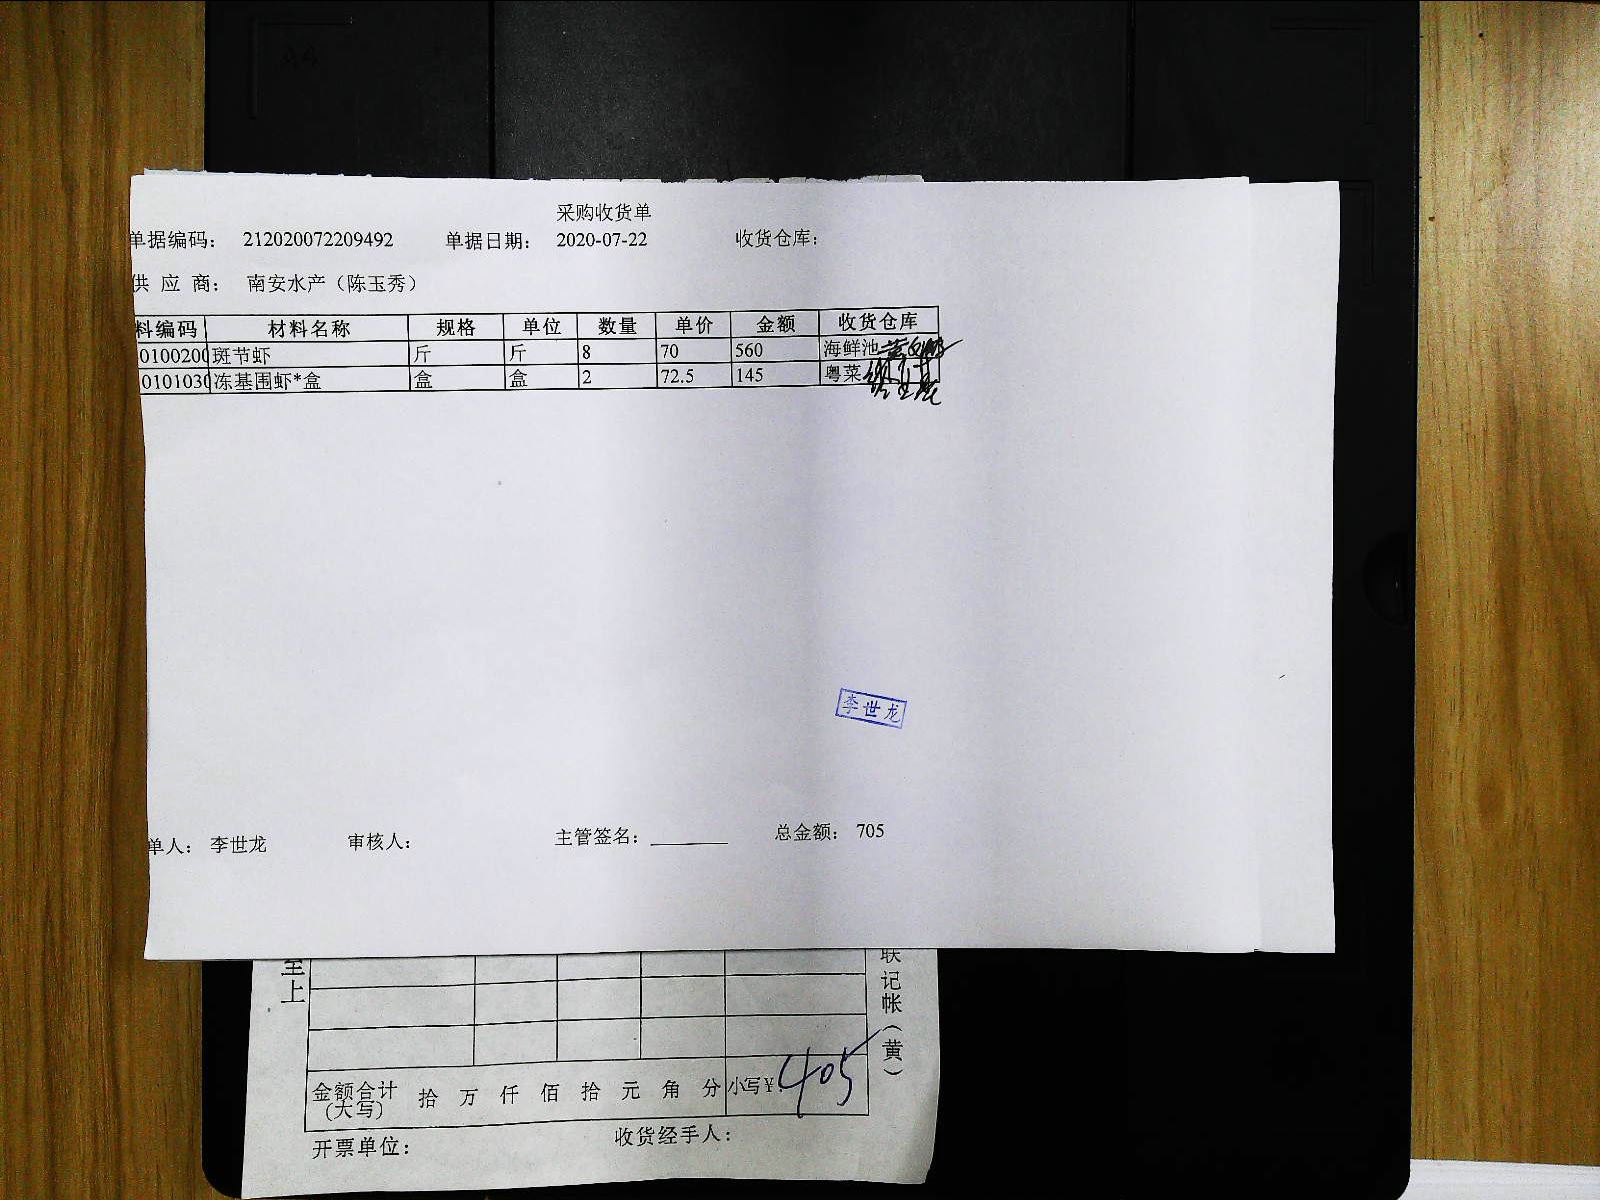 采购收货单
单据编码： 212020072209492 单据日期： 2020-07-22 收货仓库：
供 应 商： 南安水产（陈玉秀）
料编码 材料名称 规格 单位 数量 单价 金额 收货仓库
0100200 斑节虾 斤 斤 8 70 560 海鲜池
0101030 冻基围虾*盒 盒 盒 2 72.5 145 粤菜
李世龙
单人： 李世龙 审核人： 主管签名： 总金额： 705
至上
联记帐（黄）
金额合计（大写） 拾 万 仟 佰 拾 元 角 分 小写￥ 405
开票单位： 收货经手人：